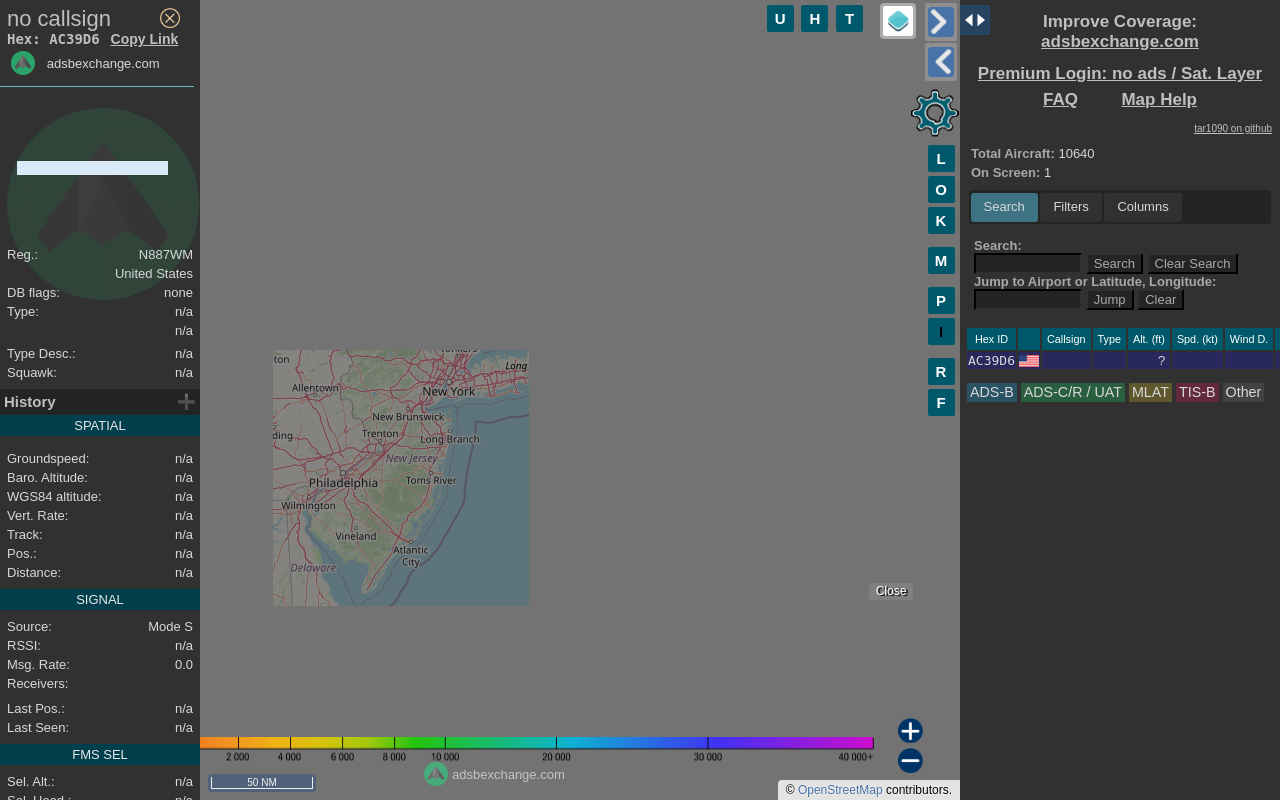 no callsign
Hex: AC39D6 Copy Link
adsbexchange.com
Reg.: N887WM
United States
DB flags: none
Type: n/a
n/a
Type Desc.: n/a
Squawk: n/a
History
SPATIAL
Groundspeed: n/a
Baro. Altitude: n/a
WGS84 altitude: n/a
Vert. Rate: n/a
Track: n/a
Pos.: n/a
Distance: n/a
SIGNAL
Source: Mode S
RSSI: n/a
Msg. Rate: 0.0
Receivers:
Last Pos.: n/a
Last Seen: n/a
FMS SEL
Sel. Alt.: n/a
Sel. Head.: n/a
U H T
L
O
K
M
P
I
R
F
ton
Long
Allentown
New York
New Brunswick
ding
Trenton
Long Branch
New Jersey
Philadelphia
Toms River
Wilmington
Vineland
Atlantic
City
Delaware
Close
2 000 4 000 6 000 8 000 10 000 20 000 30 000 40 000+
adsbexchange.com
50 NM
© OpenStreetMap contributors.
Improve Coverage:
adsbexchange.com
Premium Login: no ads / Sat. Layer
FAQ Map Help
tar1090 on github
Total Aircraft: 10640
On Screen: 1
Search Filters Columns
Search:
Search Clear Search
Jump to Airport or Latitude, Longitude:
Jump Clear
Hex ID Callsign Type Alt. (ft) Spd. (kt) Wind D.
AC39D6 ?
ADS-B ADS-C/R / UAT MLAT TIS-B Other